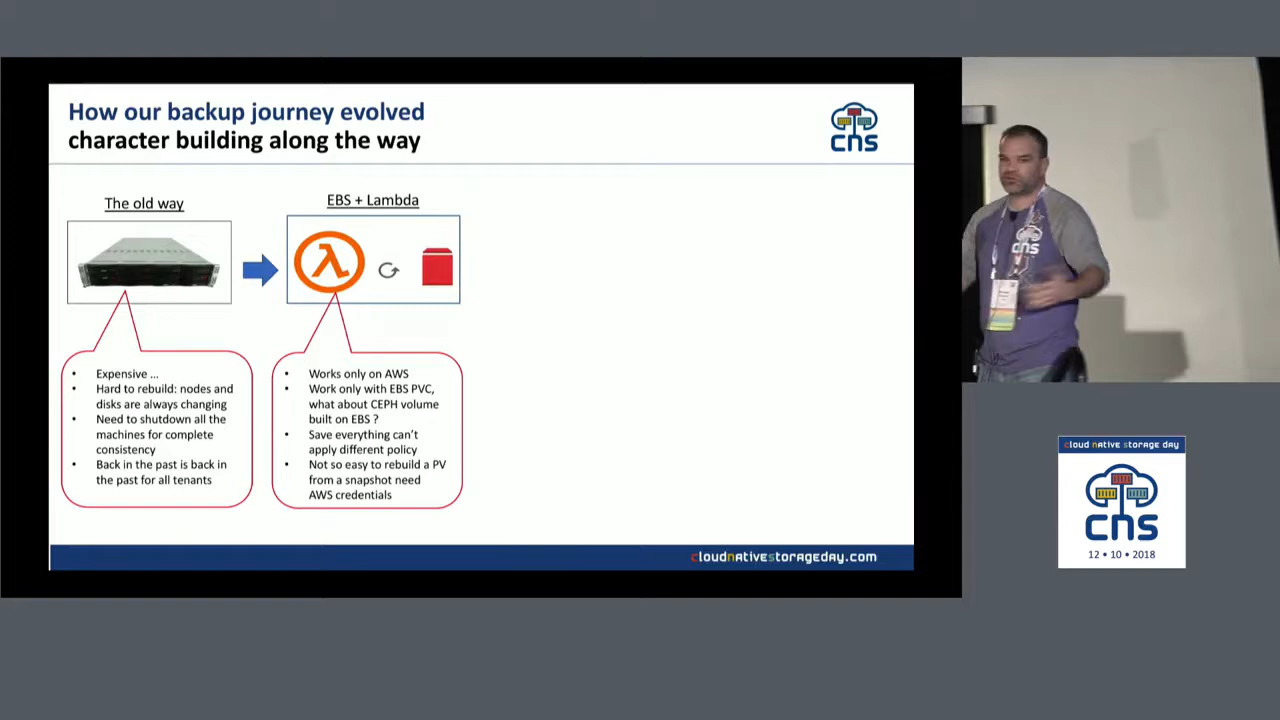 How our backup journey evolved
character building along the way
cns
The old way
EBS + Lambda
• Expensive ...
• Hard to rebuild: nodes and
disks are always changing
• Need to shutdown all the
machines for complete
consistency
• Back in the past is back in
the past for all tenants
• Works only on AWS
• Work only with EBS PVC,
what about CEPH volume
built on EBS ?
• Save everything can't
apply different policy
• Not so easy to rebuild a PV
from a snapshot need
AWS credentials
cloudnativestorageday.com
cns
cloud native storage day
cns
12 • 10 • 2018